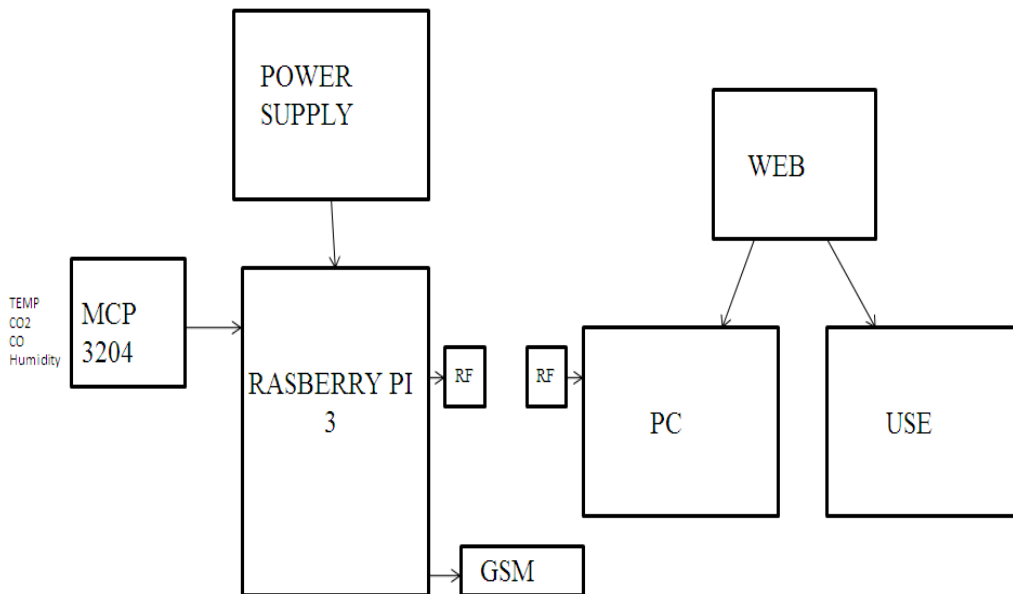 POWER
SUPPLY
WEB
TEMP
CO2
CO
Humidity
MCP
3204
RASBERRY PI
3
RF
RF
PC
USE
GSM